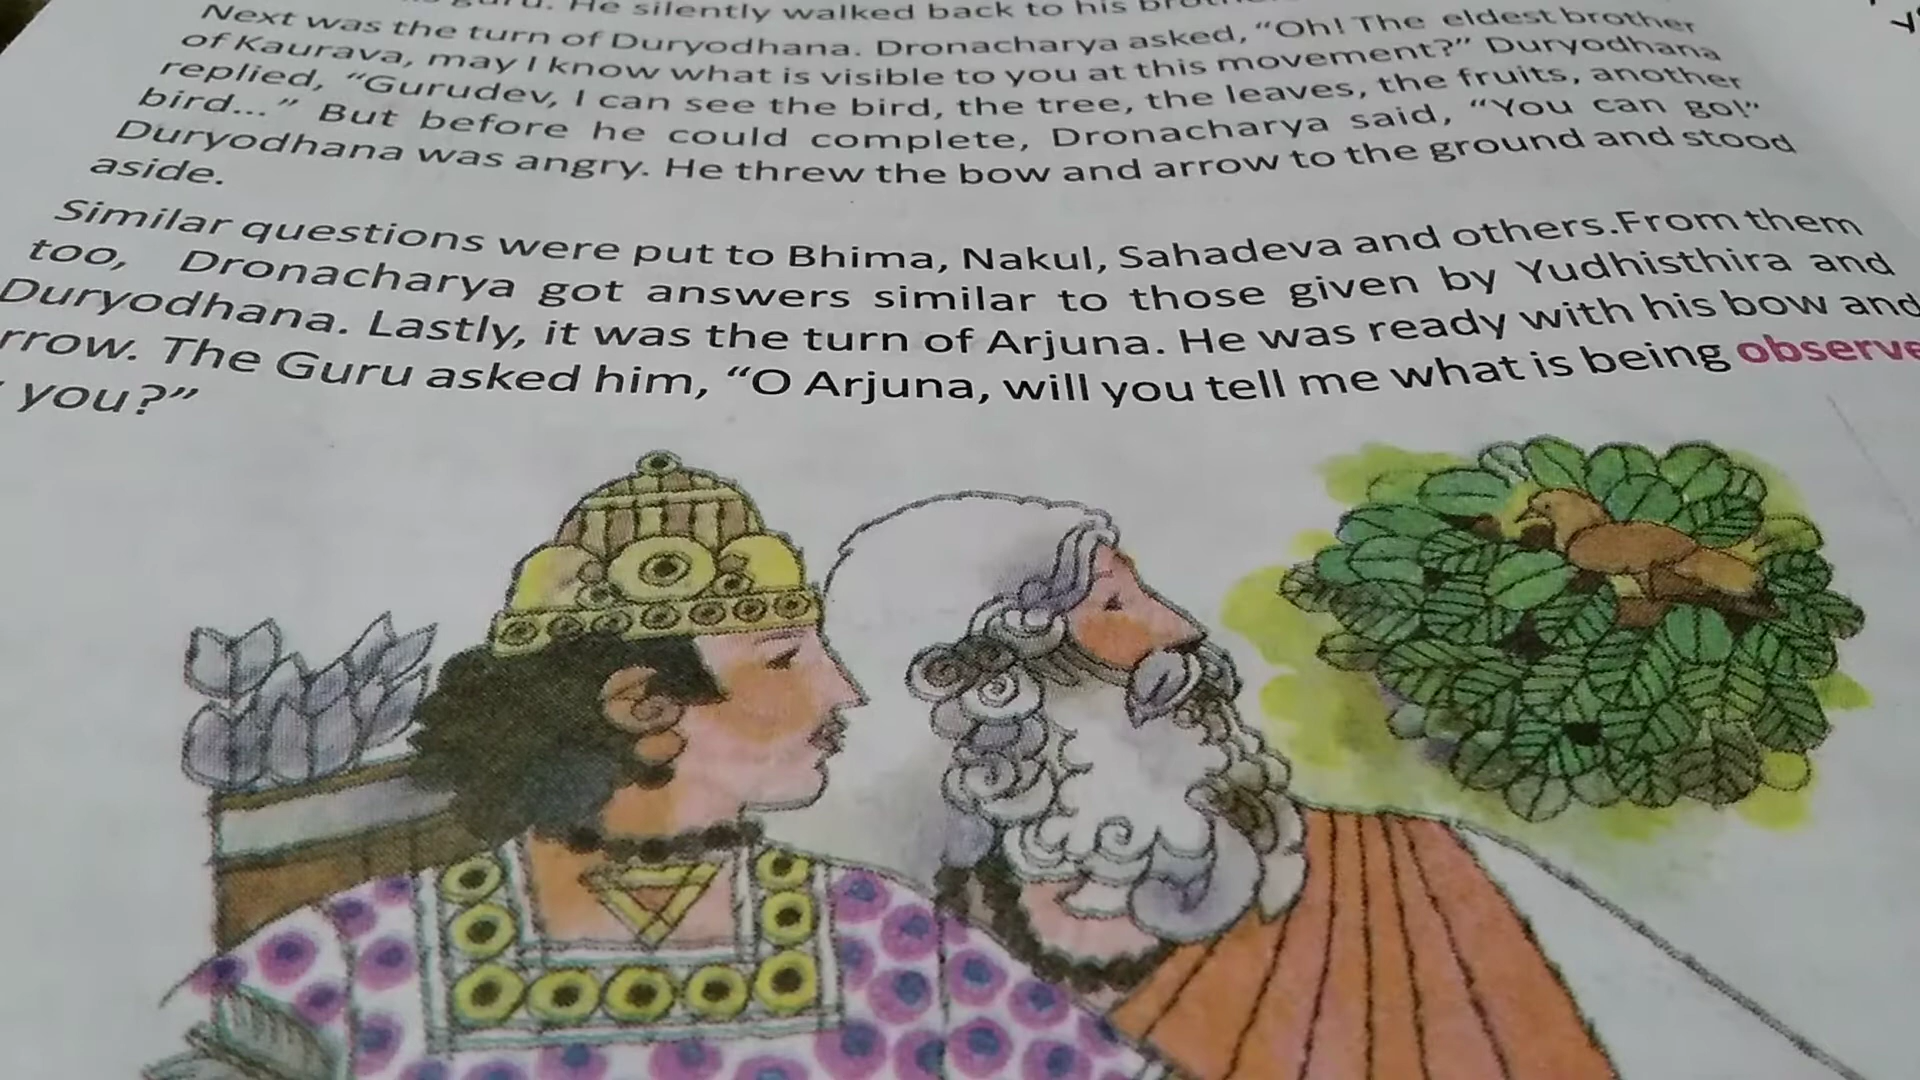 He silently walked back to his
Next was the turn of Duryodhana. Dronacharya asked, “Oh! The eldest brother
of Kaurava, may I know what is visible to you at this movement?” Duryodhana
replied, “Gurudev, I can see the bird, the tree, the leaves, the fruits, another
bird...” But before he could complete, Dronacharya said, “You can go!”
Duryodhana was angry. He threw the bow and arrow to the ground and stood
aside.
Similar questions were put to Bhima, Nakul, Sahadeva and others.From them
too, Dronacharya got answers similar to those given by Yudhisthira and
Duryodhana. Lastly, it was the turn of Arjuna. He was ready with his bow and
rrow. The Guru asked him, “O Arjuna, will you tell me what is being observe
you?”